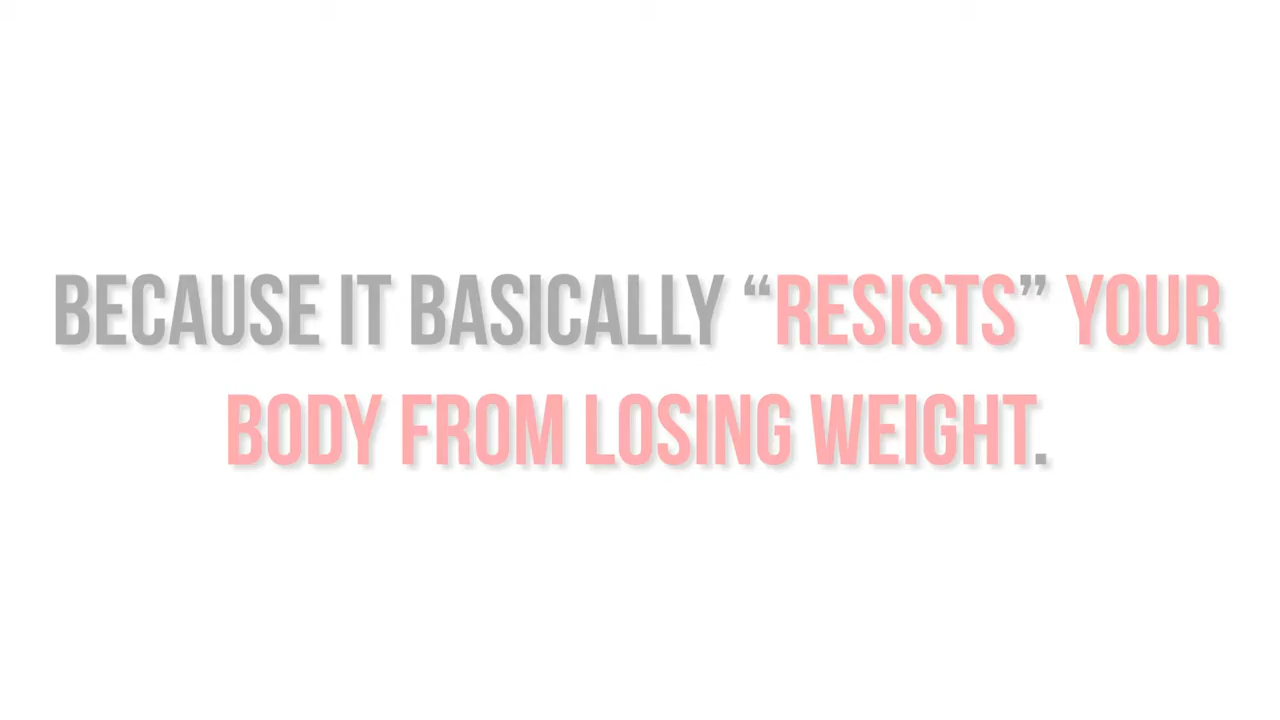 BECAUSE IT BASICALLY “RESISTS” YOUR
BODY FROM LOSING WEIGHT.